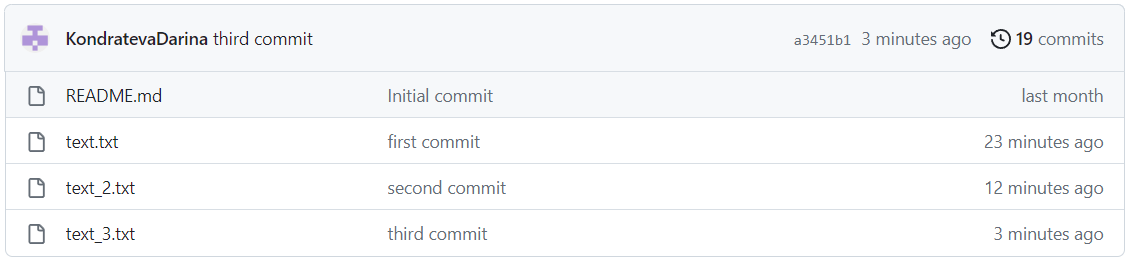 KondratevaDarina third commit a3451b1 3 minutes ago 19 commits
README.md Initial commit last month
text.txt first commit 23 minutes ago
text_2.txt second commit 12 minutes ago
text_3.txt third commit 3 minutes ago